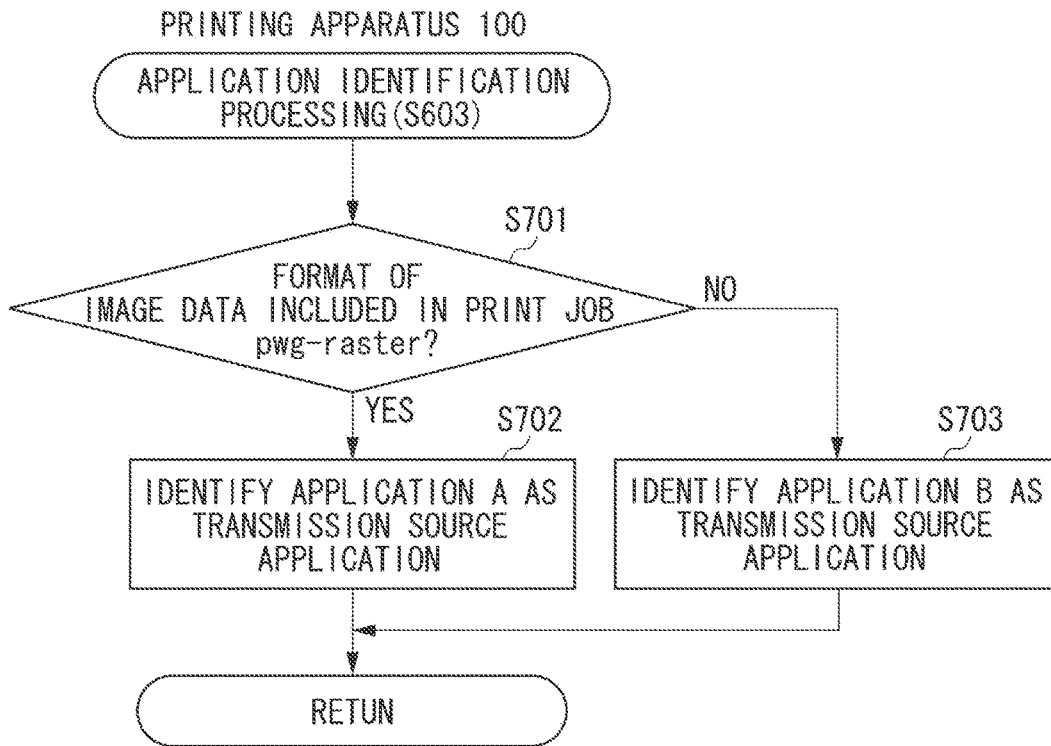 PRINTING APPARATUS 100
APPLICATION IDENTIFICATION
PROCESSING(S603)
S701
FORMAT OF
IMAGE DATA INCLUDED IN PRINT JOB
pwg-raster?
NO
YES
S702
IDENTIFY APPLICATION A AS
TRANSMISSION SOURCE
APPLICATION
S703
IDENTIFY APPLICATION B AS
TRANSMISSION SOURCE
APPLICATION
RETUN